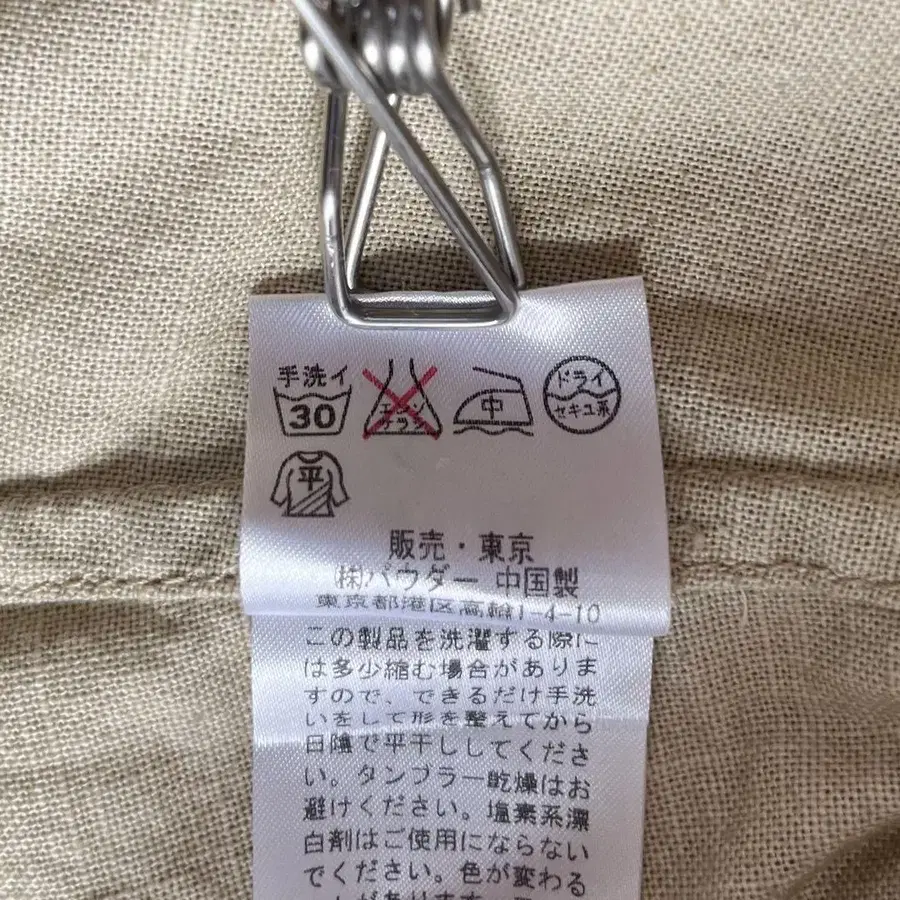 手洗イ
30
エンソ
サラシ
中
ドライ
セキユ系
平
販売・東京
㈱パウダー 中国製
東京都港区高輪1-4-10
この製品を洗濯する際に
は多少縮む場合がありま
すので、できるだけ手洗
いをして形を整えてから
日陰で平干ししてくださ
い。タンブラー乾燥はお
避けください。塩素系漂
白剤はご使用にならない
でください。色が変わる